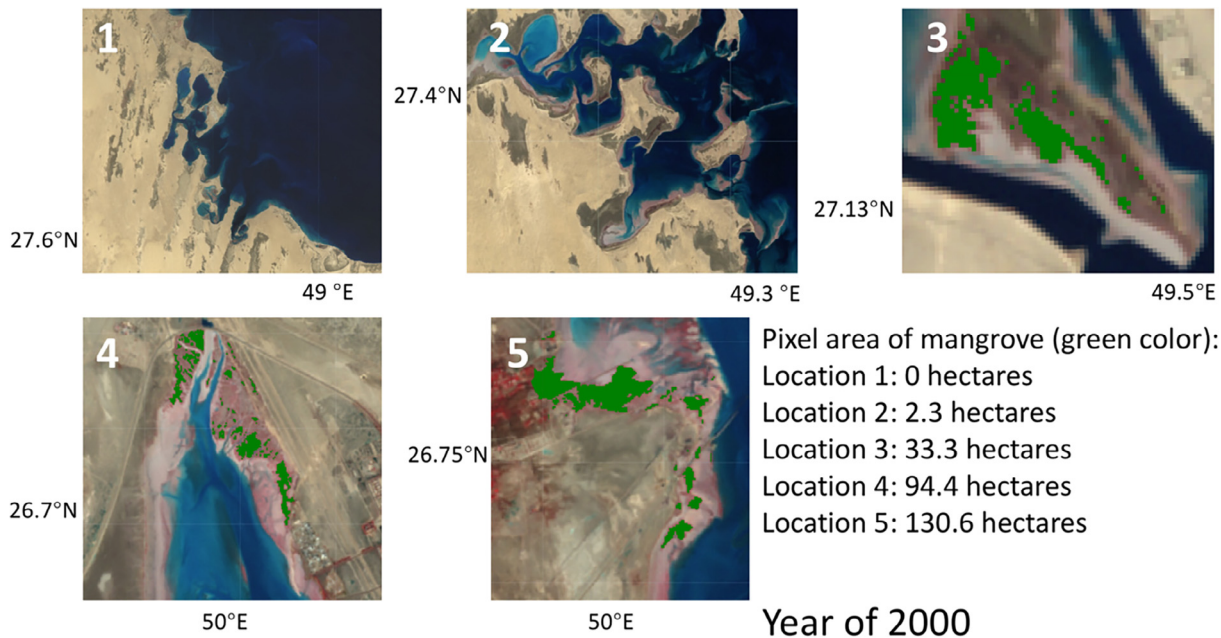 1
2
3
27.6°N
49 °E
27.4°N
49.3 °E
27.13°N
49.5°E
4
5
26.7°N
50°E
26.75°N
50°E
Pixel area of mangrove (green color):
Location 1: 0 hectares
Location 2: 2.3 hectares
Location 3: 33.3 hectares
Location 4: 94.4 hectares
Location 5: 130.6 hectares
Year of 2000